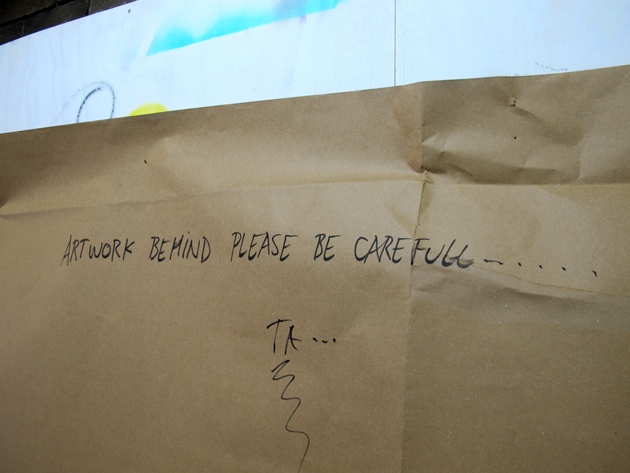 ARTWORK BEHIND PLEASE BE CAREFULL-.....
TA...